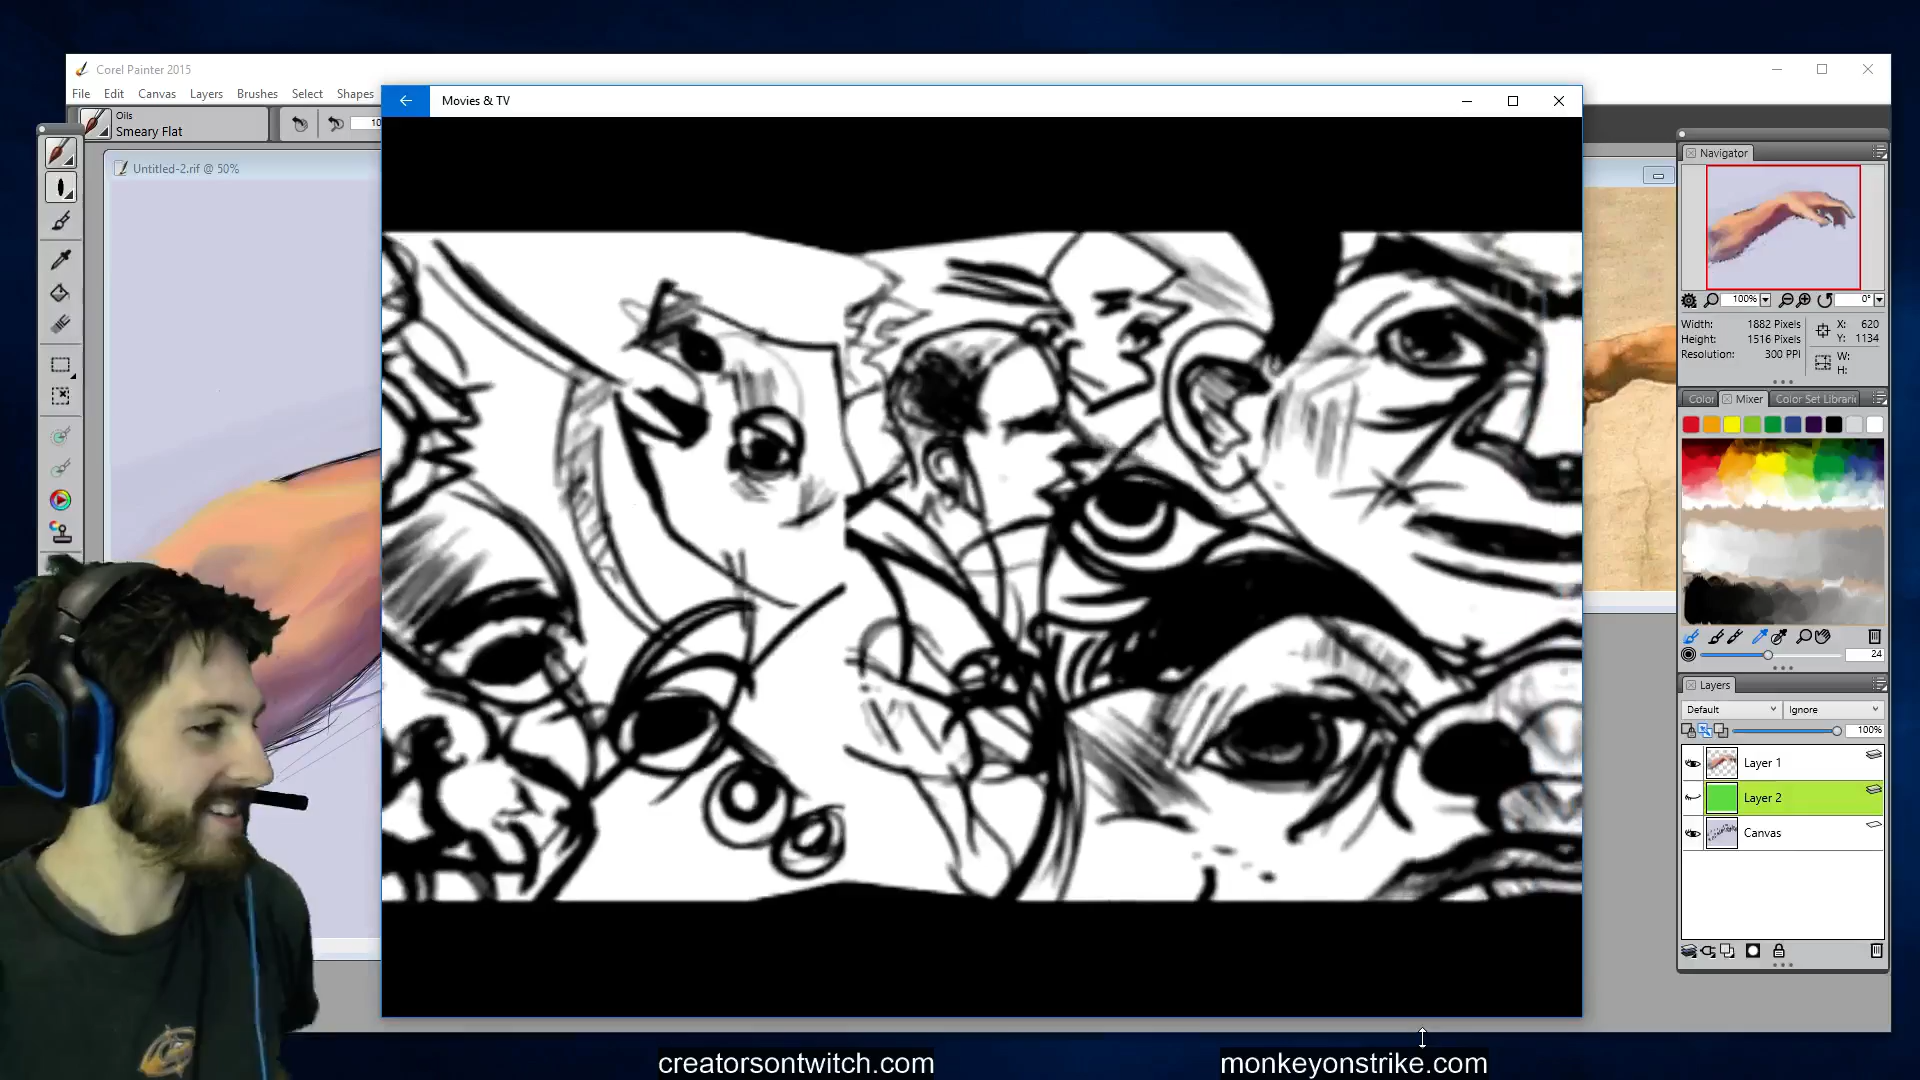 Corel Painter 2015
File Edit Canvas Layers Brushes Select Shapes
Movies & TV
Oils
Smeary Flat
10
Untitled-2.rif @ 50%
Navigator
100%
0°
Width: 1882 Pixels
Height: 1516 Pixels
Resolution: 300 PPI
X: 620
Y: 1134
W:
H:
Color Mixer Color Set Librari
24
Layers
Default Ignore
100%
Layer 1
Layer 2
Canvas
creatorsontwitch.com
monkeyonstrike.com